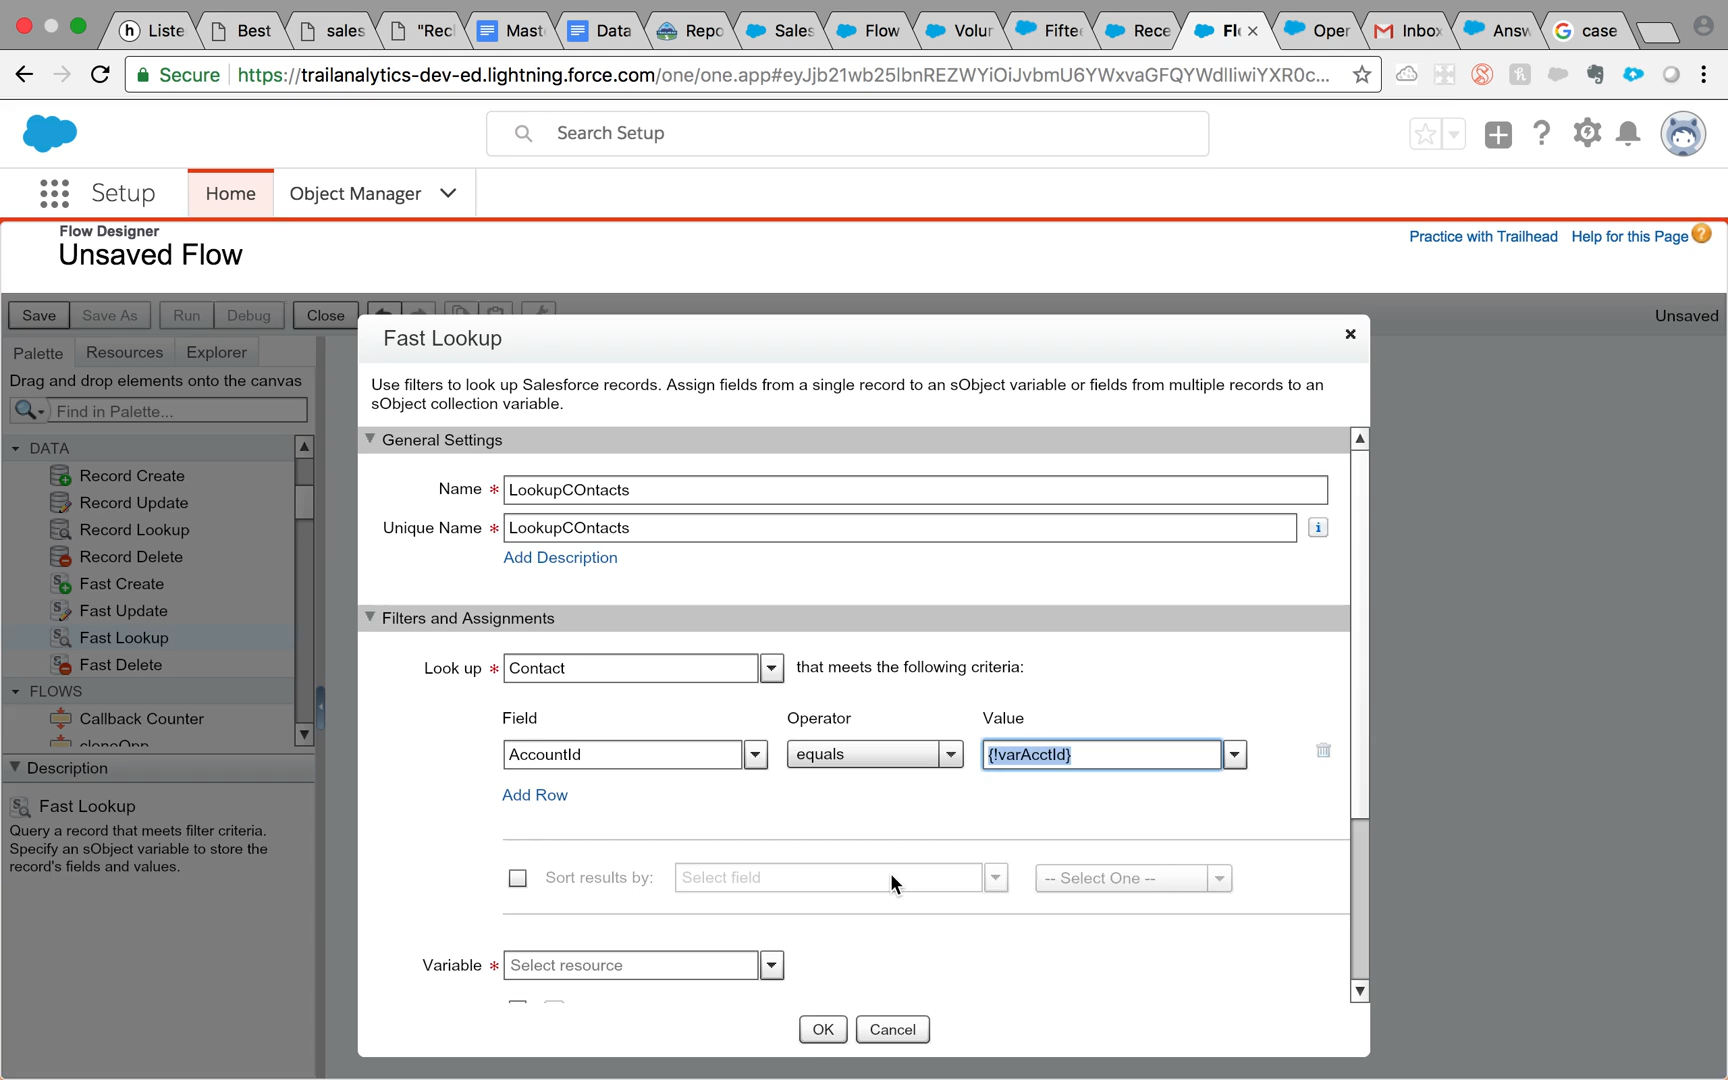 Liste
Best
sales
"Recl
Maste
Data
Repo
Sales
Flow
Volun
Fifte
Rece
Flo
Oper
Inbox
Answ
case
Secure
https://trailanalytics-dev-ed.lightning.force.com/one/one.app#eyJjb21wb25lbnREZWYiOiJvbmU6YWxvaGFQYWdlIiwiYXR0c...
Search Setup
Setup
Home
Object Manager
Flow Designer
Unsaved Flow
Practice with Trailhead
Help for this Page
Save
Save As
Run
Debug
Close
Unsaved
Palette
Resources
Explorer
Drag and drop elements onto the canvas
Find in Palette...
DATA
Record Create
Record Update
Record Lookup
Record Delete
Fast Create
Fast Update
Fast Lookup
Fast Delete
FLOWS
Callback Counter
cloneOpp
Description
Fast Lookup
Query a record that meets filter criteria.
Specify an sObject variable to store the
record's fields and values.
Fast Lookup
Use filters to look up Salesforce records. Assign fields from a single record to an sObject variable or fields from multiple records to an
sObject collection variable.
General Settings
Name * LookupCOntacts
Unique Name * LookupCOntacts
Add Description
Filters and Assignments
Look up * Contact that meets the following criteria:
Field Operator Value
AccountId equals {!varAcctId}
Add Row
Sort results by: Select field -- Select One --
Variable * Select resource
OK Cancel